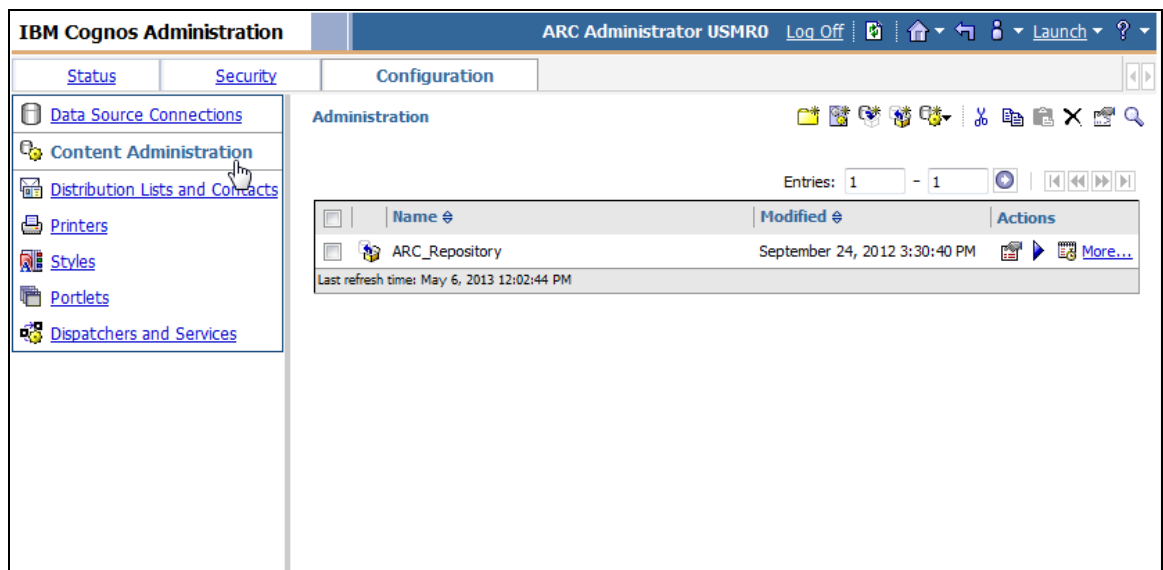 IBM Cognos Administration
ARC Administrator USMR0 Log Off Launch ?
Status Security Configuration
Data Source Connections
Content Administration
Distribution Lists and Contacts
Printers
Styles
Portlets
Dispatchers and Services
Administration
Entries: 1 - 1
Name Modified Actions
ARC_Repository September 24, 2012 3:30:40 PM More...
Last refresh time: May 6, 2013 12:02:44 PM